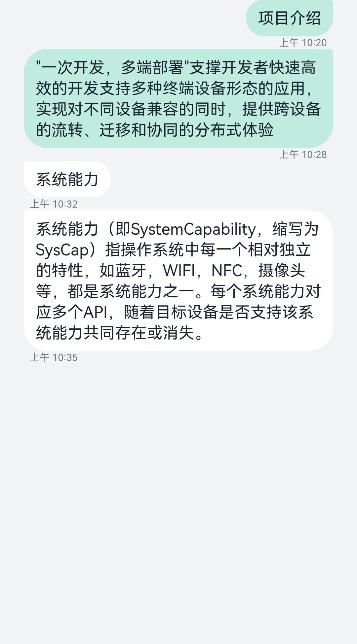 项目介绍
上午 10:20
"一次开发，多端部署"支撑开发者快速高
效的开发支持多种终端设备形态的应用，
实现对不同设备兼容的同时，提供跨设备
的流转、迁移和协同的分布式体验
上午 10:28
系统能力
上午 10:32
系统能力（即SystemCapability，缩写为
SysCap）指操作系统中每一个相对独立
的特性，如蓝牙，WIFI，NFC，摄像头
等，都是系统能力之一。每个系统能力对
应多个API，随着目标设备是否支持该系
统能力共同存在或消失。
上午 10:35